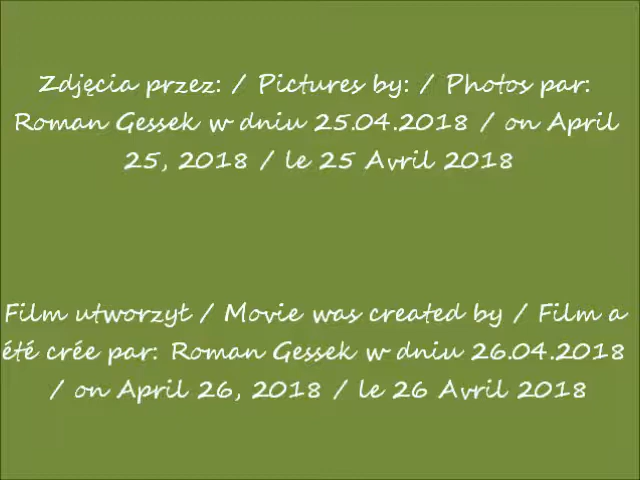 Zdjęcia przez: / Pictures by: / Photos par:
Roman Gessek w dniu 25.04.2018 / on April
25, 2018 / le 25 Avril 2018
Film utworzył / Movie was created by / Film a
été crée par: Roman Gessek w dniu 26.04.2018
/ on April 26, 2018 / le 26 Avril 2018